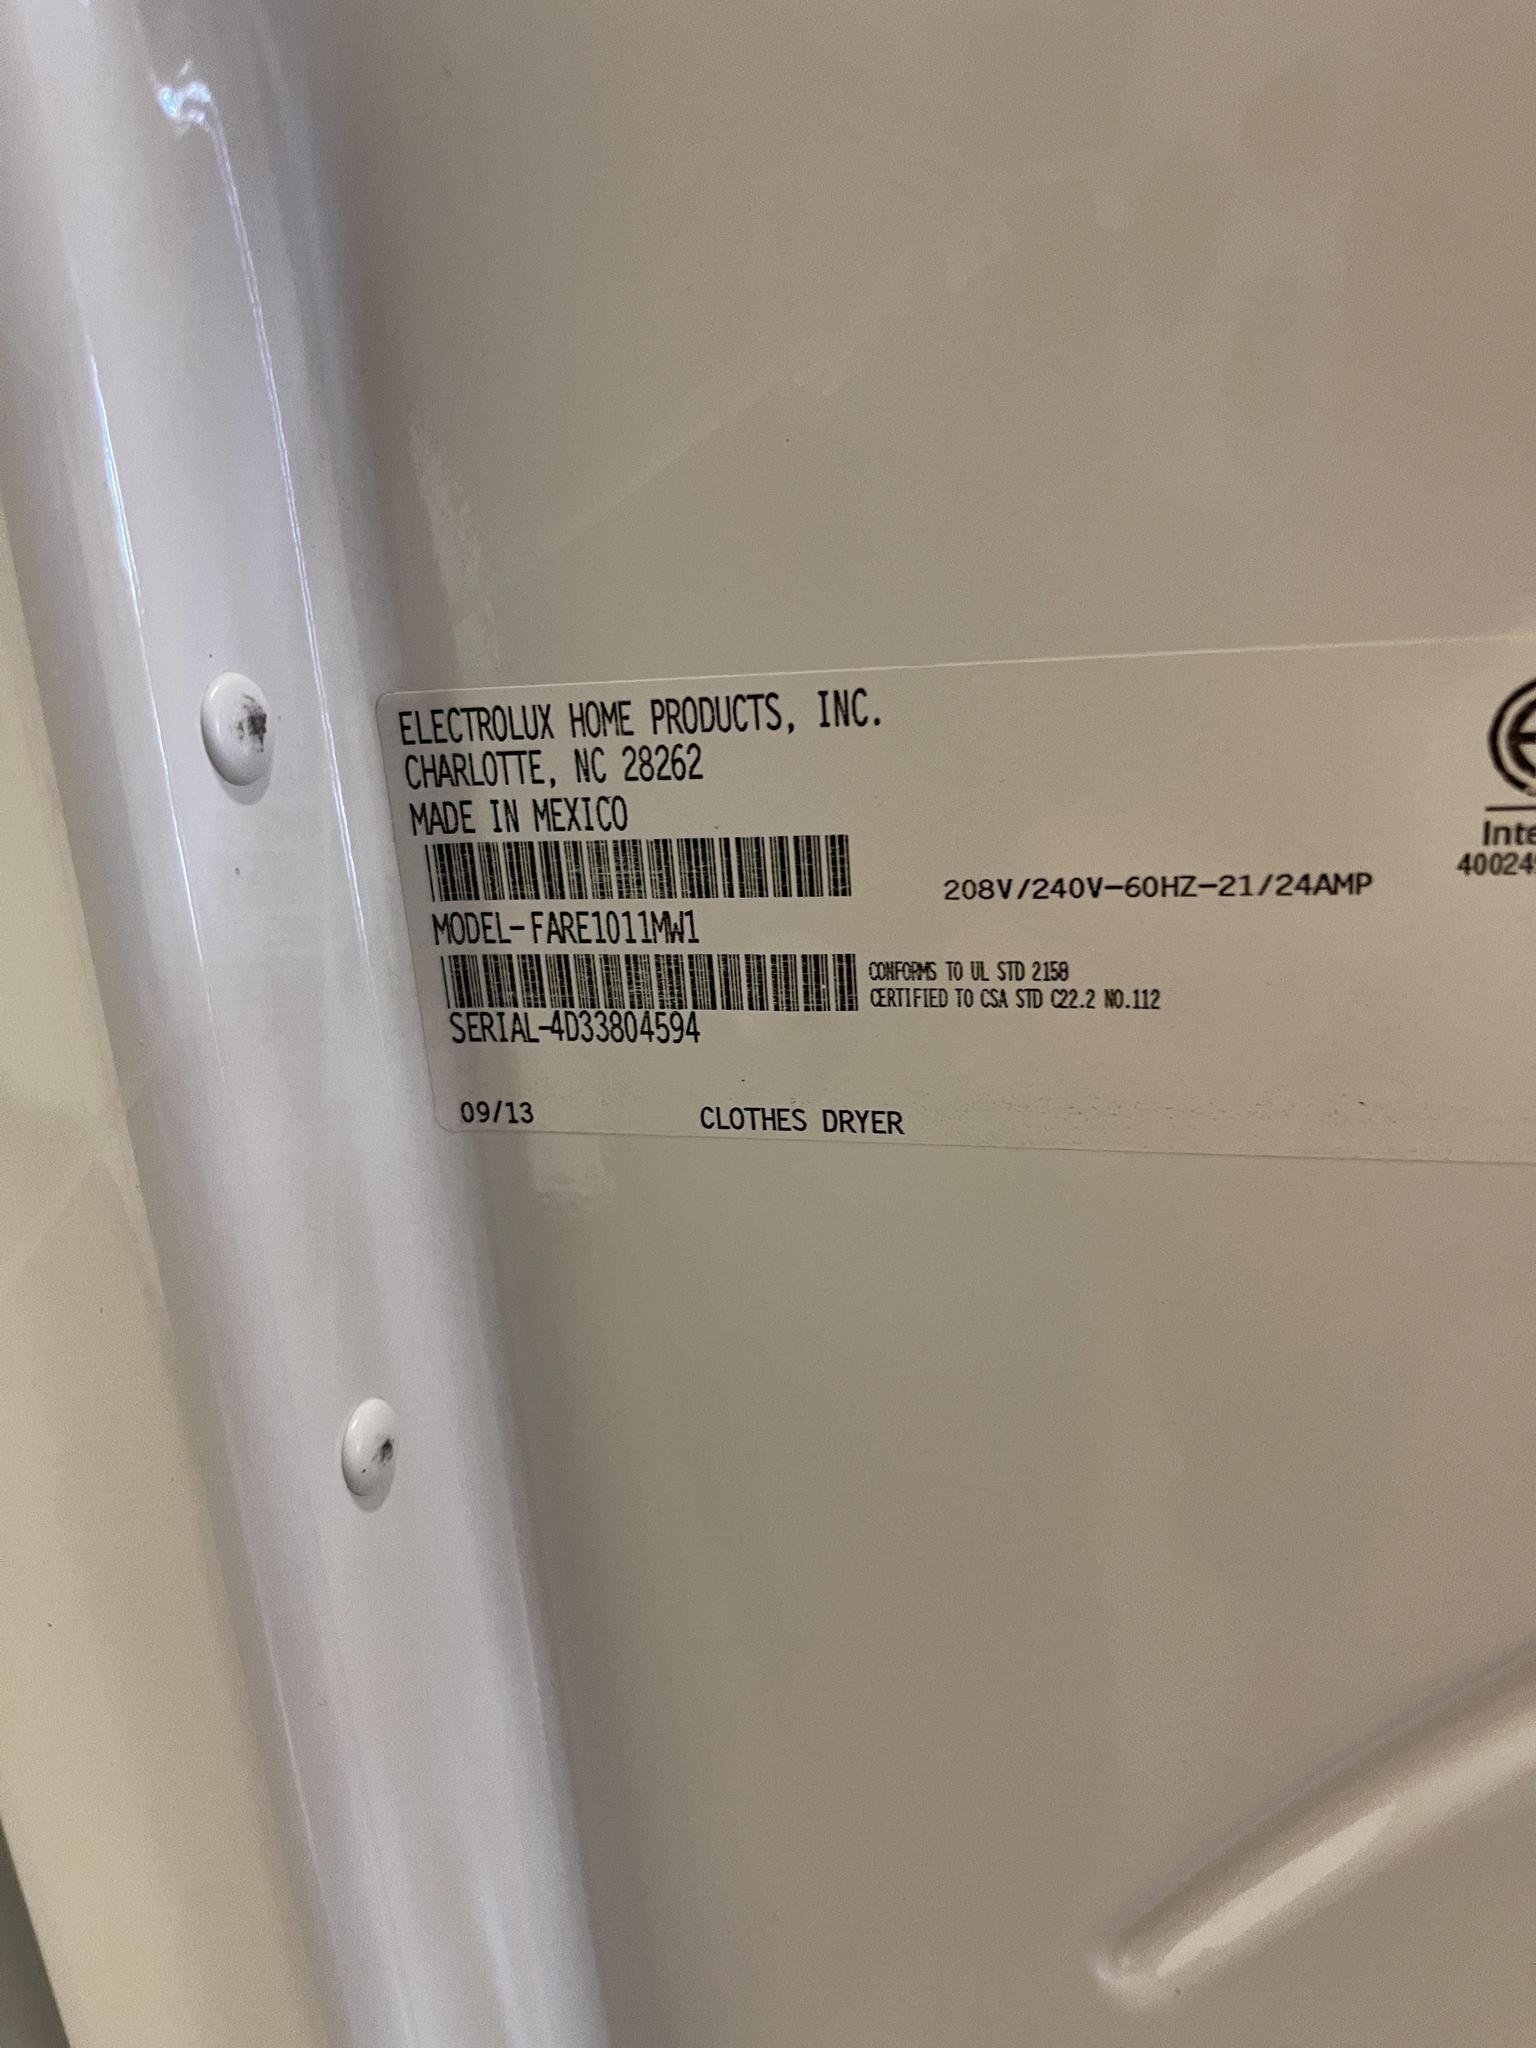 ELECTROLUX HOME PRODUCTS, INC.
CHARLOTTE, NC 28262
MADE IN MEXICO
208V/240V-60HZ-21/24AMP
MODEL-FARE1011MW1
CONFORMS TO UL STD 2158
CERTIFIED TO CSA STD C22.2 NO.112
SERIAL-4D33804594
09/13 CLOTHES DRYER